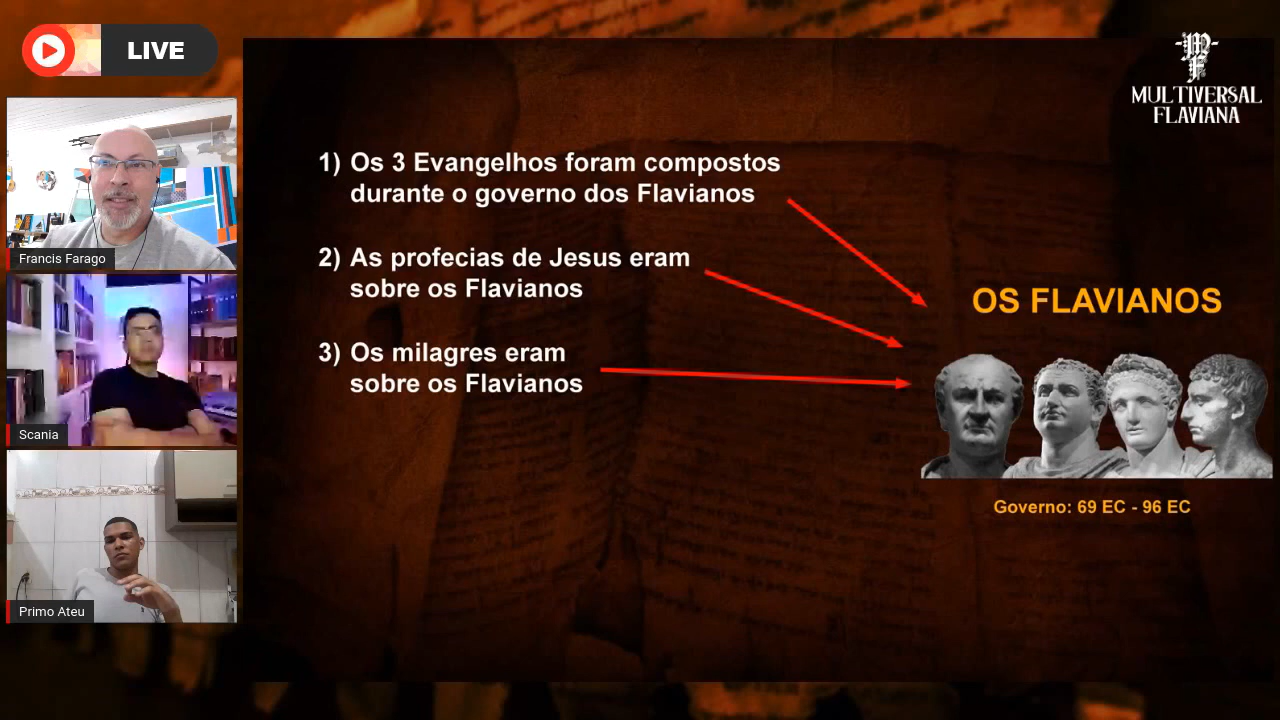 LIVE
MULTIVERSAL
FLAVIANA
1) Os 3 Evangelhos foram compostos
durante o governo dos Flavianos
2) As profecias de Jesus eram
sobre os Flavianos
3) Os milagres eram
sobre os Flavianos
OS FLAVIANOS
Governo: 69 EC - 96 EC
Francis Farago
Scania
Primo Ateu